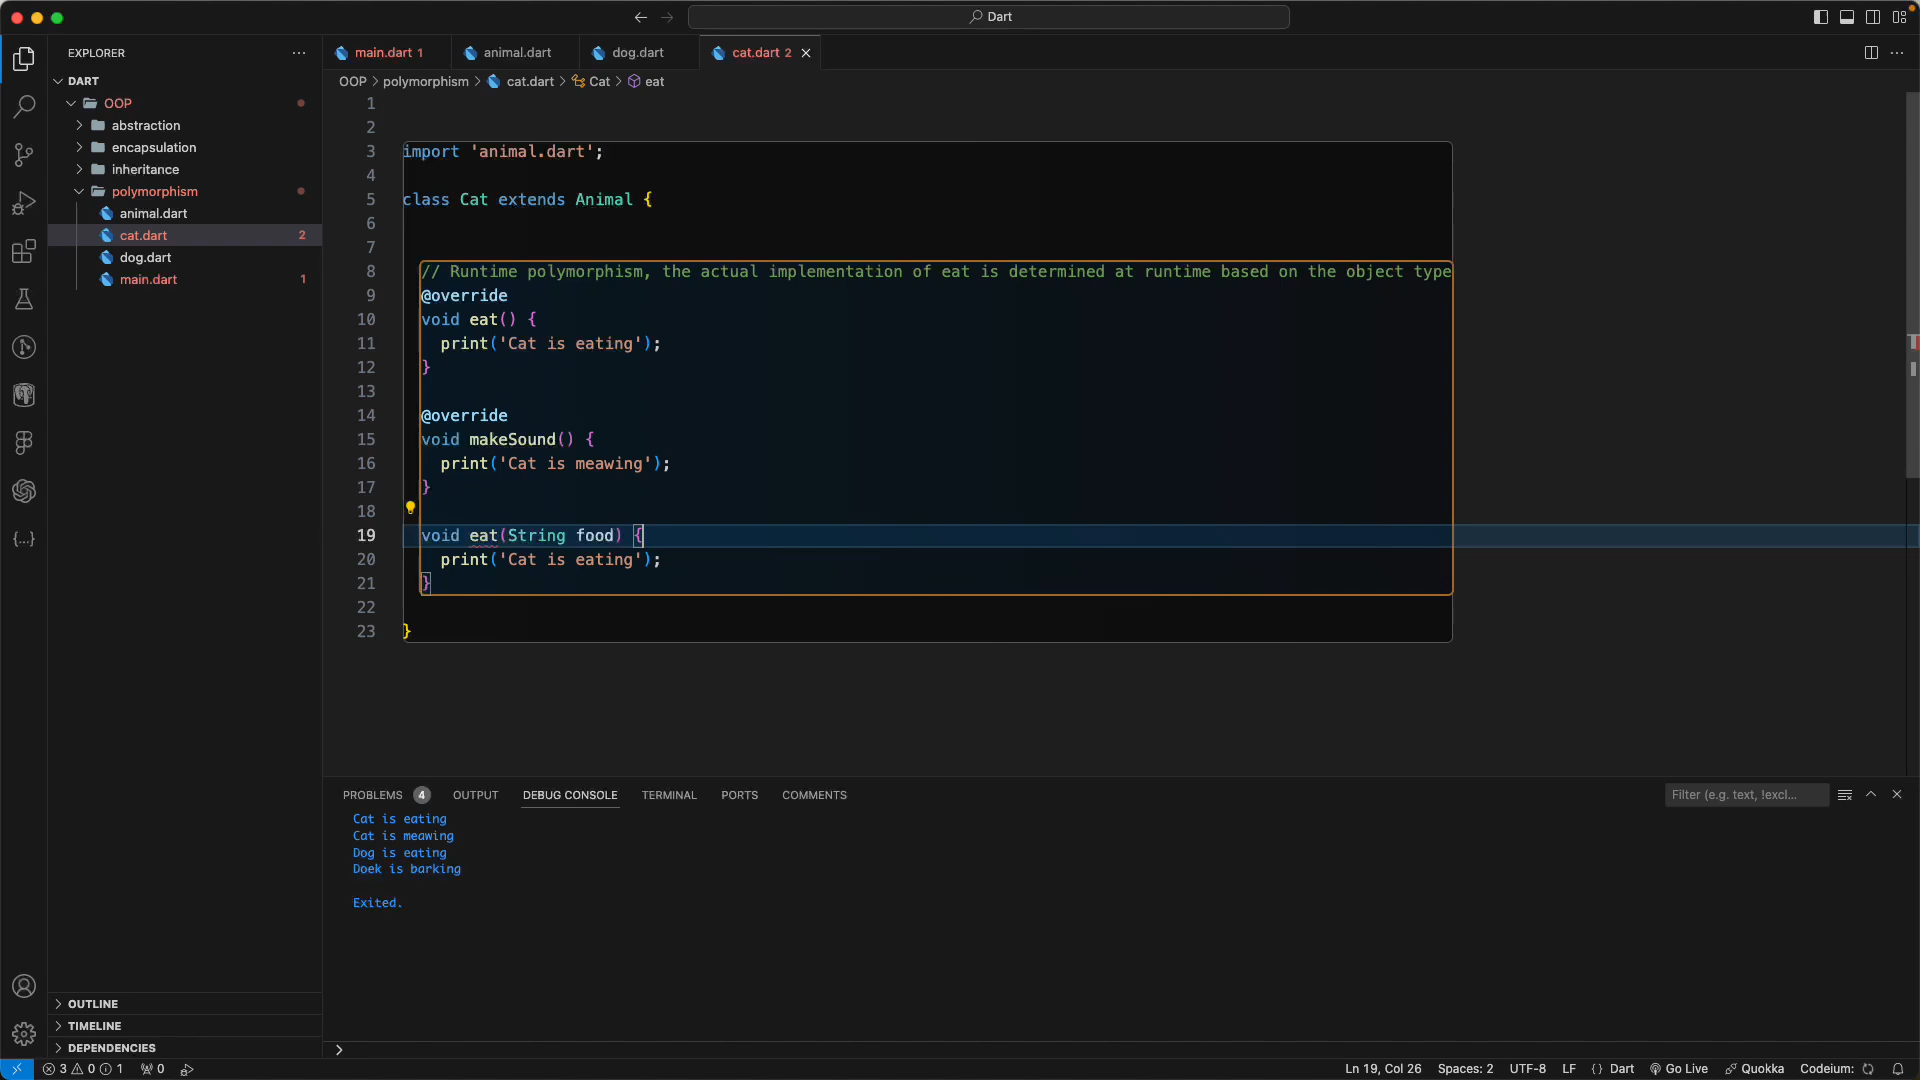 Dart
EXPLORER
DART
OOP
abstraction
encapsulation
inheritance
polymorphism
animal.dart
cat.dart 2
dog.dart
main.dart 1
OUTLINE
TIMELINE
DEPENDENCIES
main.dart 1
animal.dart
dog.dart
cat.dart 2
OOP > polymorphism > cat.dart > Cat > eat
1
2
3 import 'animal.dart';
4
5 class Cat extends Animal {
6
7
8 // Runtime polymorphism, the actual implementation of eat is determined at runtime based on the object type
9 @override
10 void eat() {
11 print('Cat is eating');
12 }
13
14 @override
15 void makeSound() {
16 print('Cat is meawing');
17 }
18
19 void eat(String food) {
20 print('Cat is eating');
21 }
22
23 }
PROBLEMS 4 OUTPUT DEBUG CONSOLE TERMINAL PORTS COMMENTS
Filter (e.g. text, !excl...
Cat is eating
Cat is meawing
Dog is eating
Doek is barking
Exited.
3 0 1 0
Ln 19, Col 26 Spaces: 2 UTF-8 LF {} Dart Go Live Quokka Codeium: